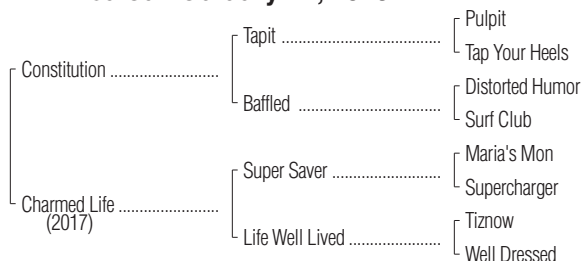 Pulpit
Tapit
Tap Your Heels
Constitution
Distorted Humor
Baffled
Surf Club
Maria's Mon
Super Saver
Supercharger
Charmed Life
(2017)
Tiznow
Life Well Lived
Well Dressed